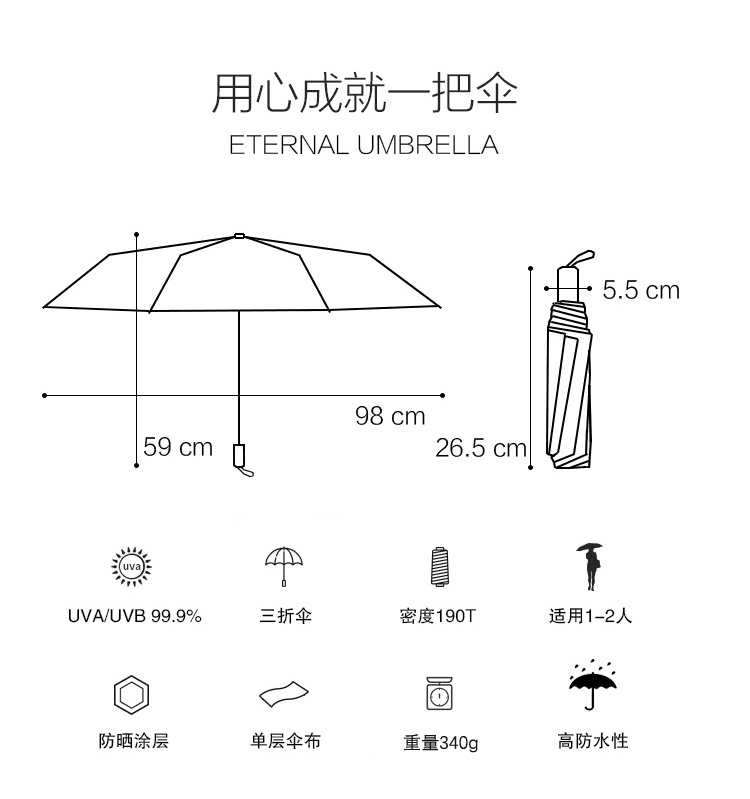 用心成就一把伞
ETERNAL UMBRELLA
5.5 cm
98 cm
59 cm
26.5 cm
uva
UVA/UVB 99.9%
三折伞
密度190T
适用1-2人
防晒涂层
单层伞布
重量340g
高防水性